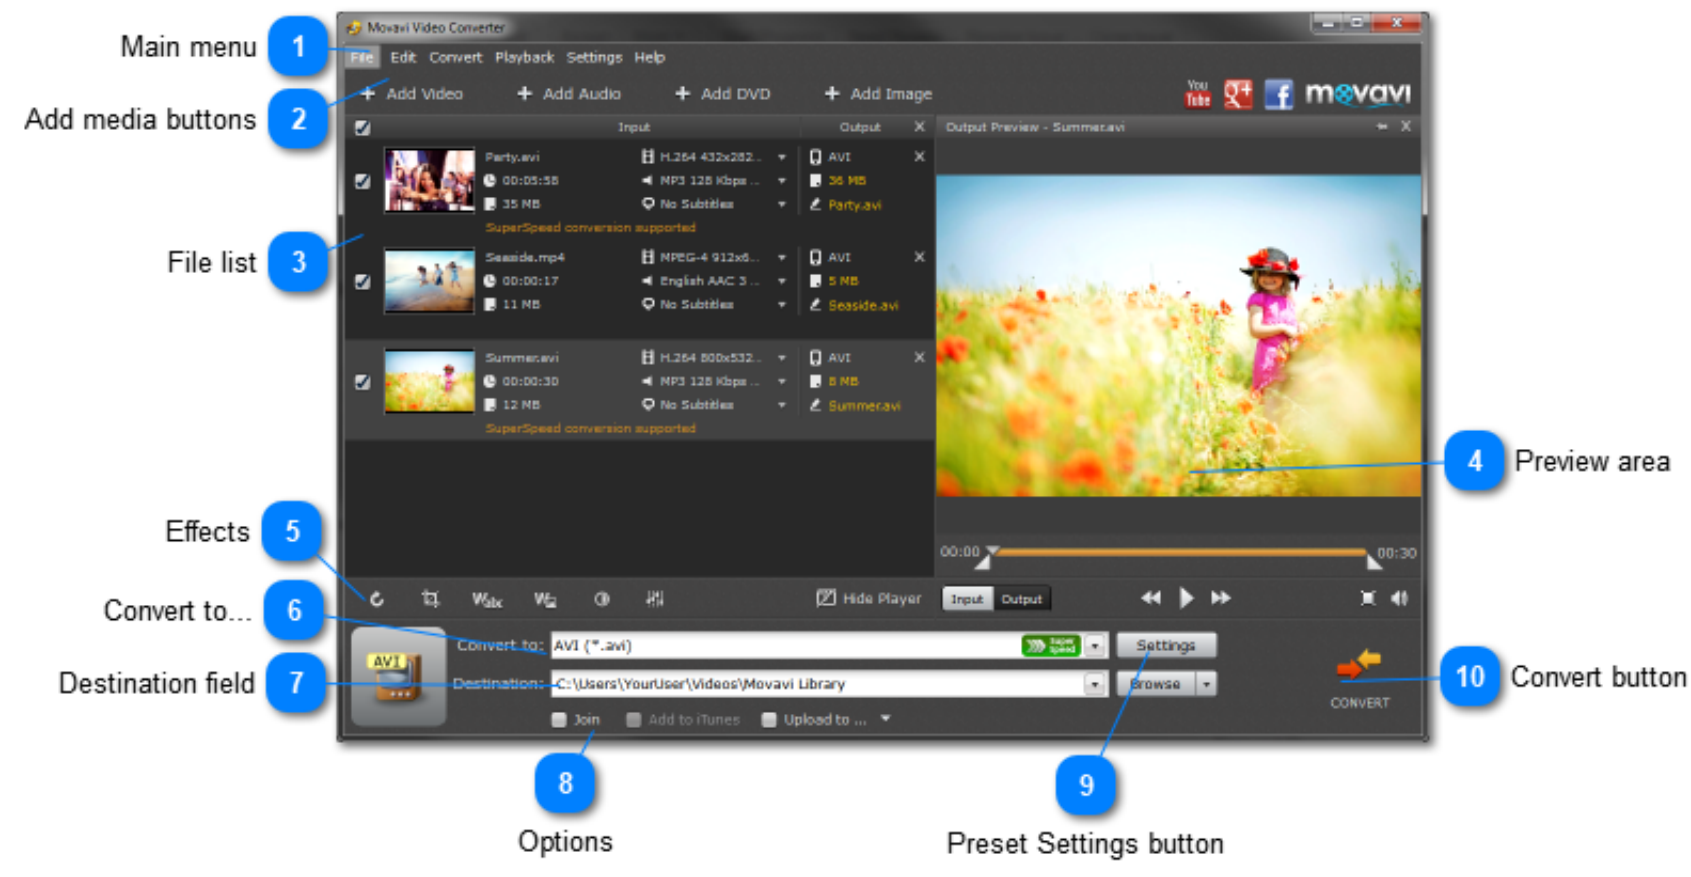 Movavi Video Converter
Main menu 1
File Edit Convert Playback Settings Help
Add media buttons 2
+ Add Video + Add Audio + Add DVD + Add Image
You Tube g+ f movavi
Input Output X Output Preview - Summer.avi X
Party.avi H.264 432x282... AVI X
00:05:58 MP3 128 Kbps ... 36 MB
35 MB No Subtitles Party.avi
SuperSpeed conversion supported
File list 3
Seaside.mp4 MPEG-4 912x6... AVI X
00:00:17 English AAC 3 ... 5 MB
11 MB No Subtitles Seaside.avi
Summer.avi H.264 800x532... AVI X
00:00:30 MP3 128 Kbps ... 8 MB
12 MB No Subtitles Summer.avi
SuperSpeed conversion supported
4 Preview area
00:00 00:30
Effects 5
Wabc W Hide Player Input Output
Convert to... 6
Convert to: AVI (*.avi) Super Speed Settings
AVI
Destination field 7
Destination: C:\Users\YourUser\Videos\Movavi Library Browse
10 Convert button
CONVERT
Join Add to iTunes Upload to ...
8
Options
9
Preset Settings button